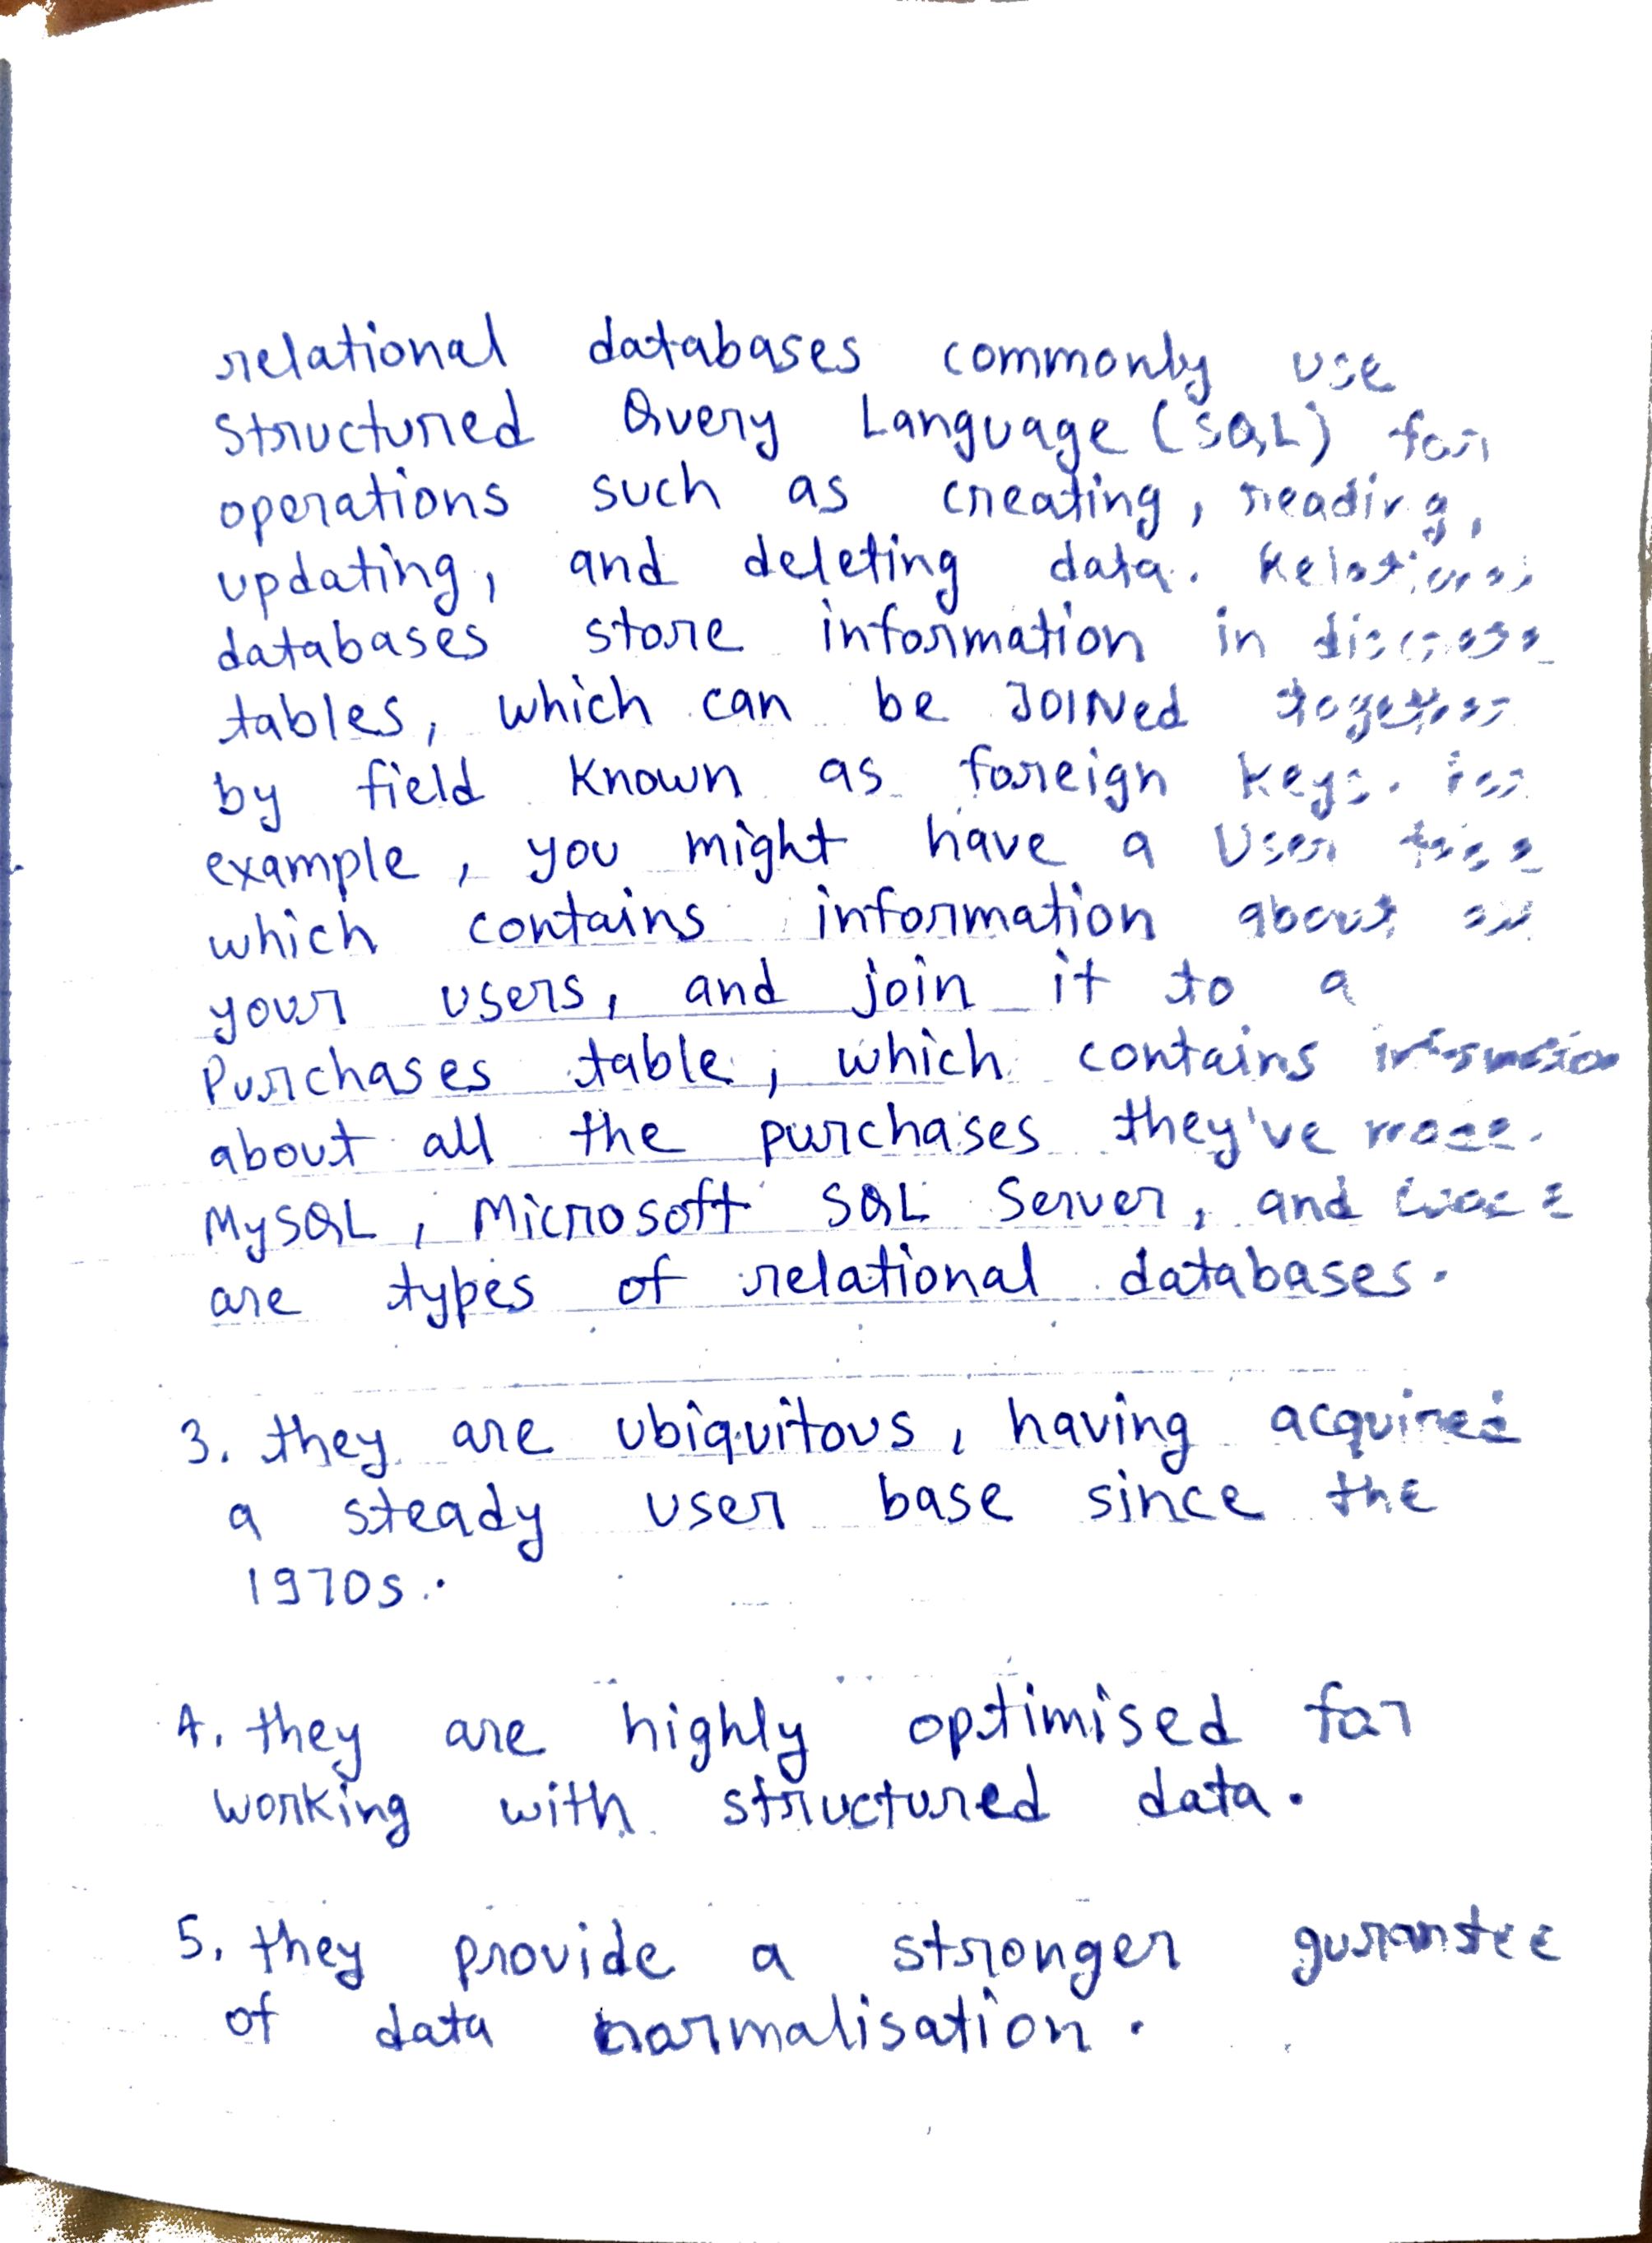 relational databases commonly use
Structured Query Language (SQL) for
operations such as creating, reading,
updating, and deleting data. Relational
databases store information in
tables, which can be JOINed together
by field known as foreign keys. For
example, you might have a User table
which contains information about all
your users, and join it to a
Purchases table, which contains information
about all the purchases they've made.
MySQL, Microsoft SQL Server, and
are types of relational databases.
3. they are ubiquitous, having acquired
a steady user base since the
1970s.
4. they are highly optimised for
working with structured data.
5. they provide a stronger gurantee
of data normalisation.